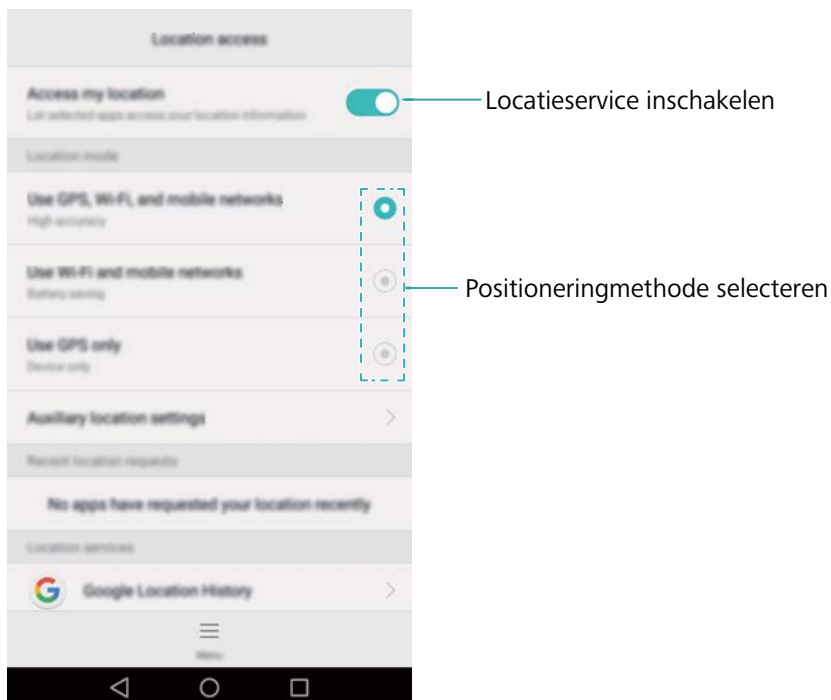 Location access
Access my location
Locatieservice inschakelen
Let selected apps access your location information
Location mode
Use GPS, Wi-Fi, and mobile networks
High accuracy
Use Wi-Fi and mobile networks
Battery saving
Positioneringmethode selecteren
Use GPS only
Device only
Auxiliary location settings
Recent location requests
No apps have requested your location recently
Location services
G Google Location History
Menu